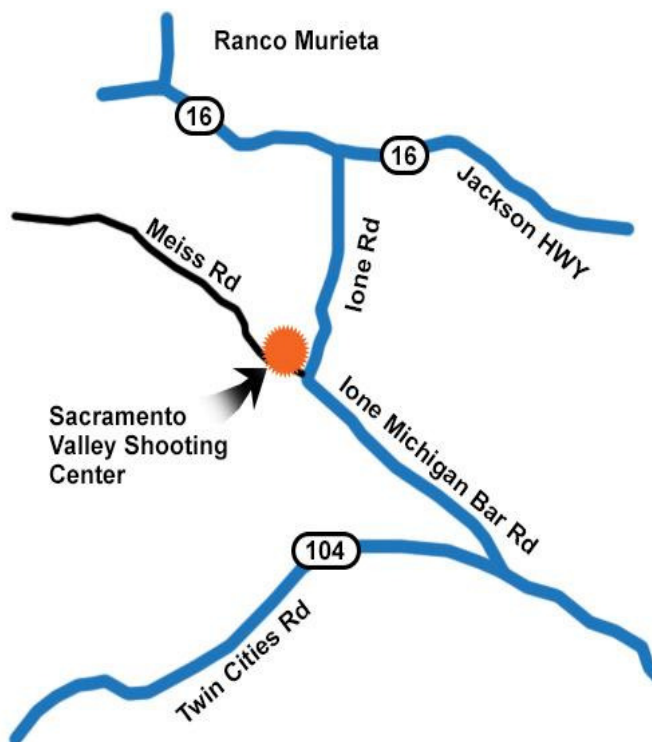 Ranco Murieta
16
16
Jackson HWY
Meiss Rd
Ione Rd
Sacramento
Valley Shooting
Center
Ione Michigan Bar Rd
104
Twin Cities Rd